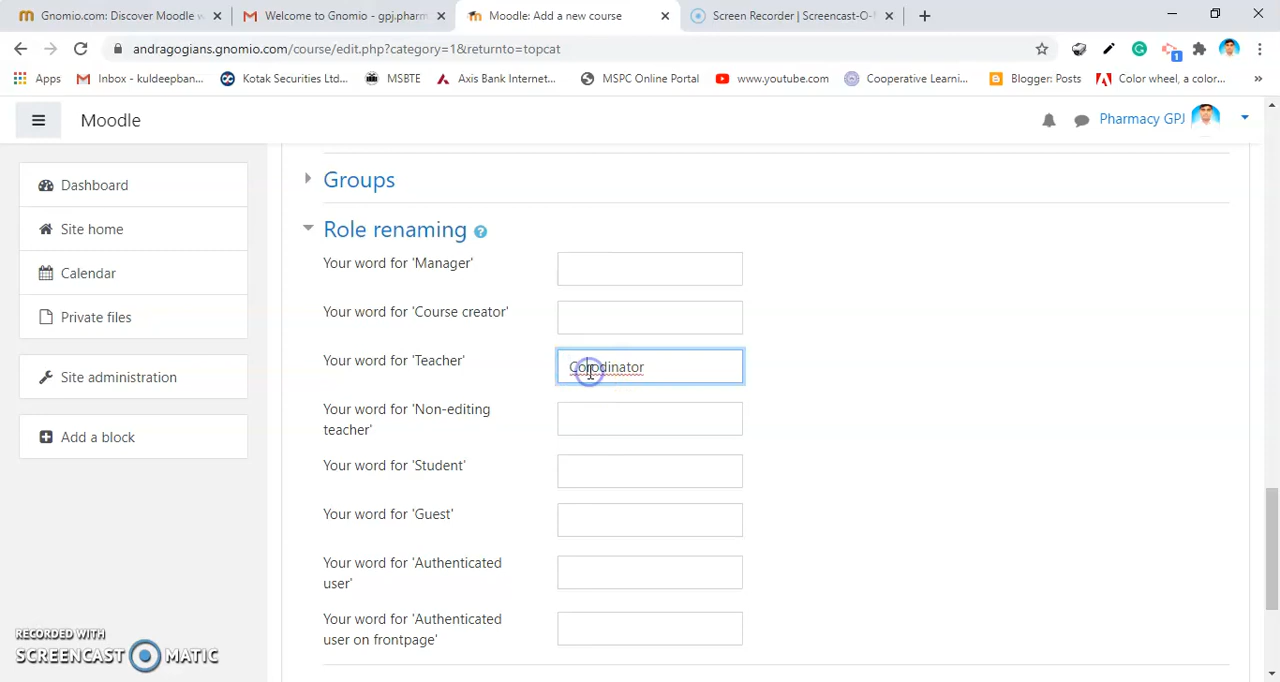 Gnomio.com: Discover Moodle w
Welcome to Gnomio - gpj.pharm
Moodle: Add a new course
Screen Recorder | Screencast-O-
andragogians.gnomio.com/course/edit.php?category=1&returnto=topcat
1
Apps
Inbox - kuldeepban...
Kotak Securities Ltd...
MSBTE
Axis Bank Internet...
MSPC Online Portal
www.youtube.com
Cooperative Learni...
Blogger: Posts
Color wheel, a color...
»
Moodle
Pharmacy GPJ
Dashboard
Site home
Calendar
Private files
Site administration
Add a block
Groups
Role renaming ?
Your word for 'Manager'
Your word for 'Course creator'
Your word for 'Teacher'
Your word for 'Non-editing
teacher'
Your word for 'Student'
Your word for 'Guest'
Your word for 'Authenticated
user'
Your word for 'Authenticated
user on frontpage'
RECORDED WITH
SCREENCAST MATIC